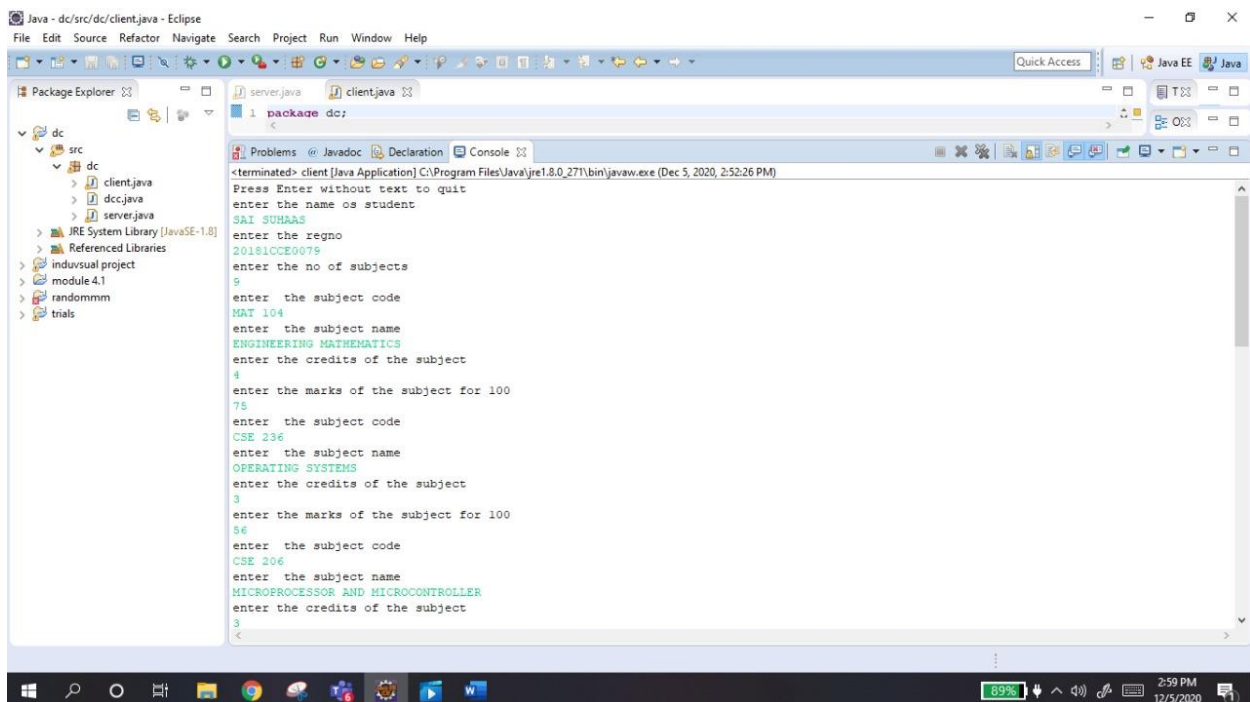 Java - dc/src/dc/client.java - Eclipse
File Edit Source Refactor Navigate Search Project Run Window Help
Quick Access
Java EE
Java
Package Explorer
dc
src
dc
client.java
dcc.java
server.java
JRE System Library [JavaSE-1.8]
Referenced Libraries
induvsual project
module 4.1
randommm
trials
server.java
client.java
1 package dc;
T
O
Problems @ Javadoc Declaration Console
<terminated> client [Java Application] C:\Program Files\Java\jre1.8.0_271\bin\javaw.exe (Dec 5, 2020, 2:52:26 PM)
Press Enter without text to quit
enter the name os student
SAI SUHAAS
enter the regno
20181CCE0079
enter the no of subjects
9
enter  the subject code
MAT 104
enter  the subject name
ENGINEERING MATHEMATICS
enter the credits of the subject
4
enter the marks of the subject for 100
75
enter  the subject code
CSE 236
enter  the subject name
OPERATING SYSTEMS
enter the credits of the subject
3
enter the marks of the subject for 100
56
enter  the subject code
CSE 206
enter  the subject name
MICROPROCESSOR AND MICROCONTROLLER
enter the credits of the subject
3
89%
2:59 PM
12/5/2020